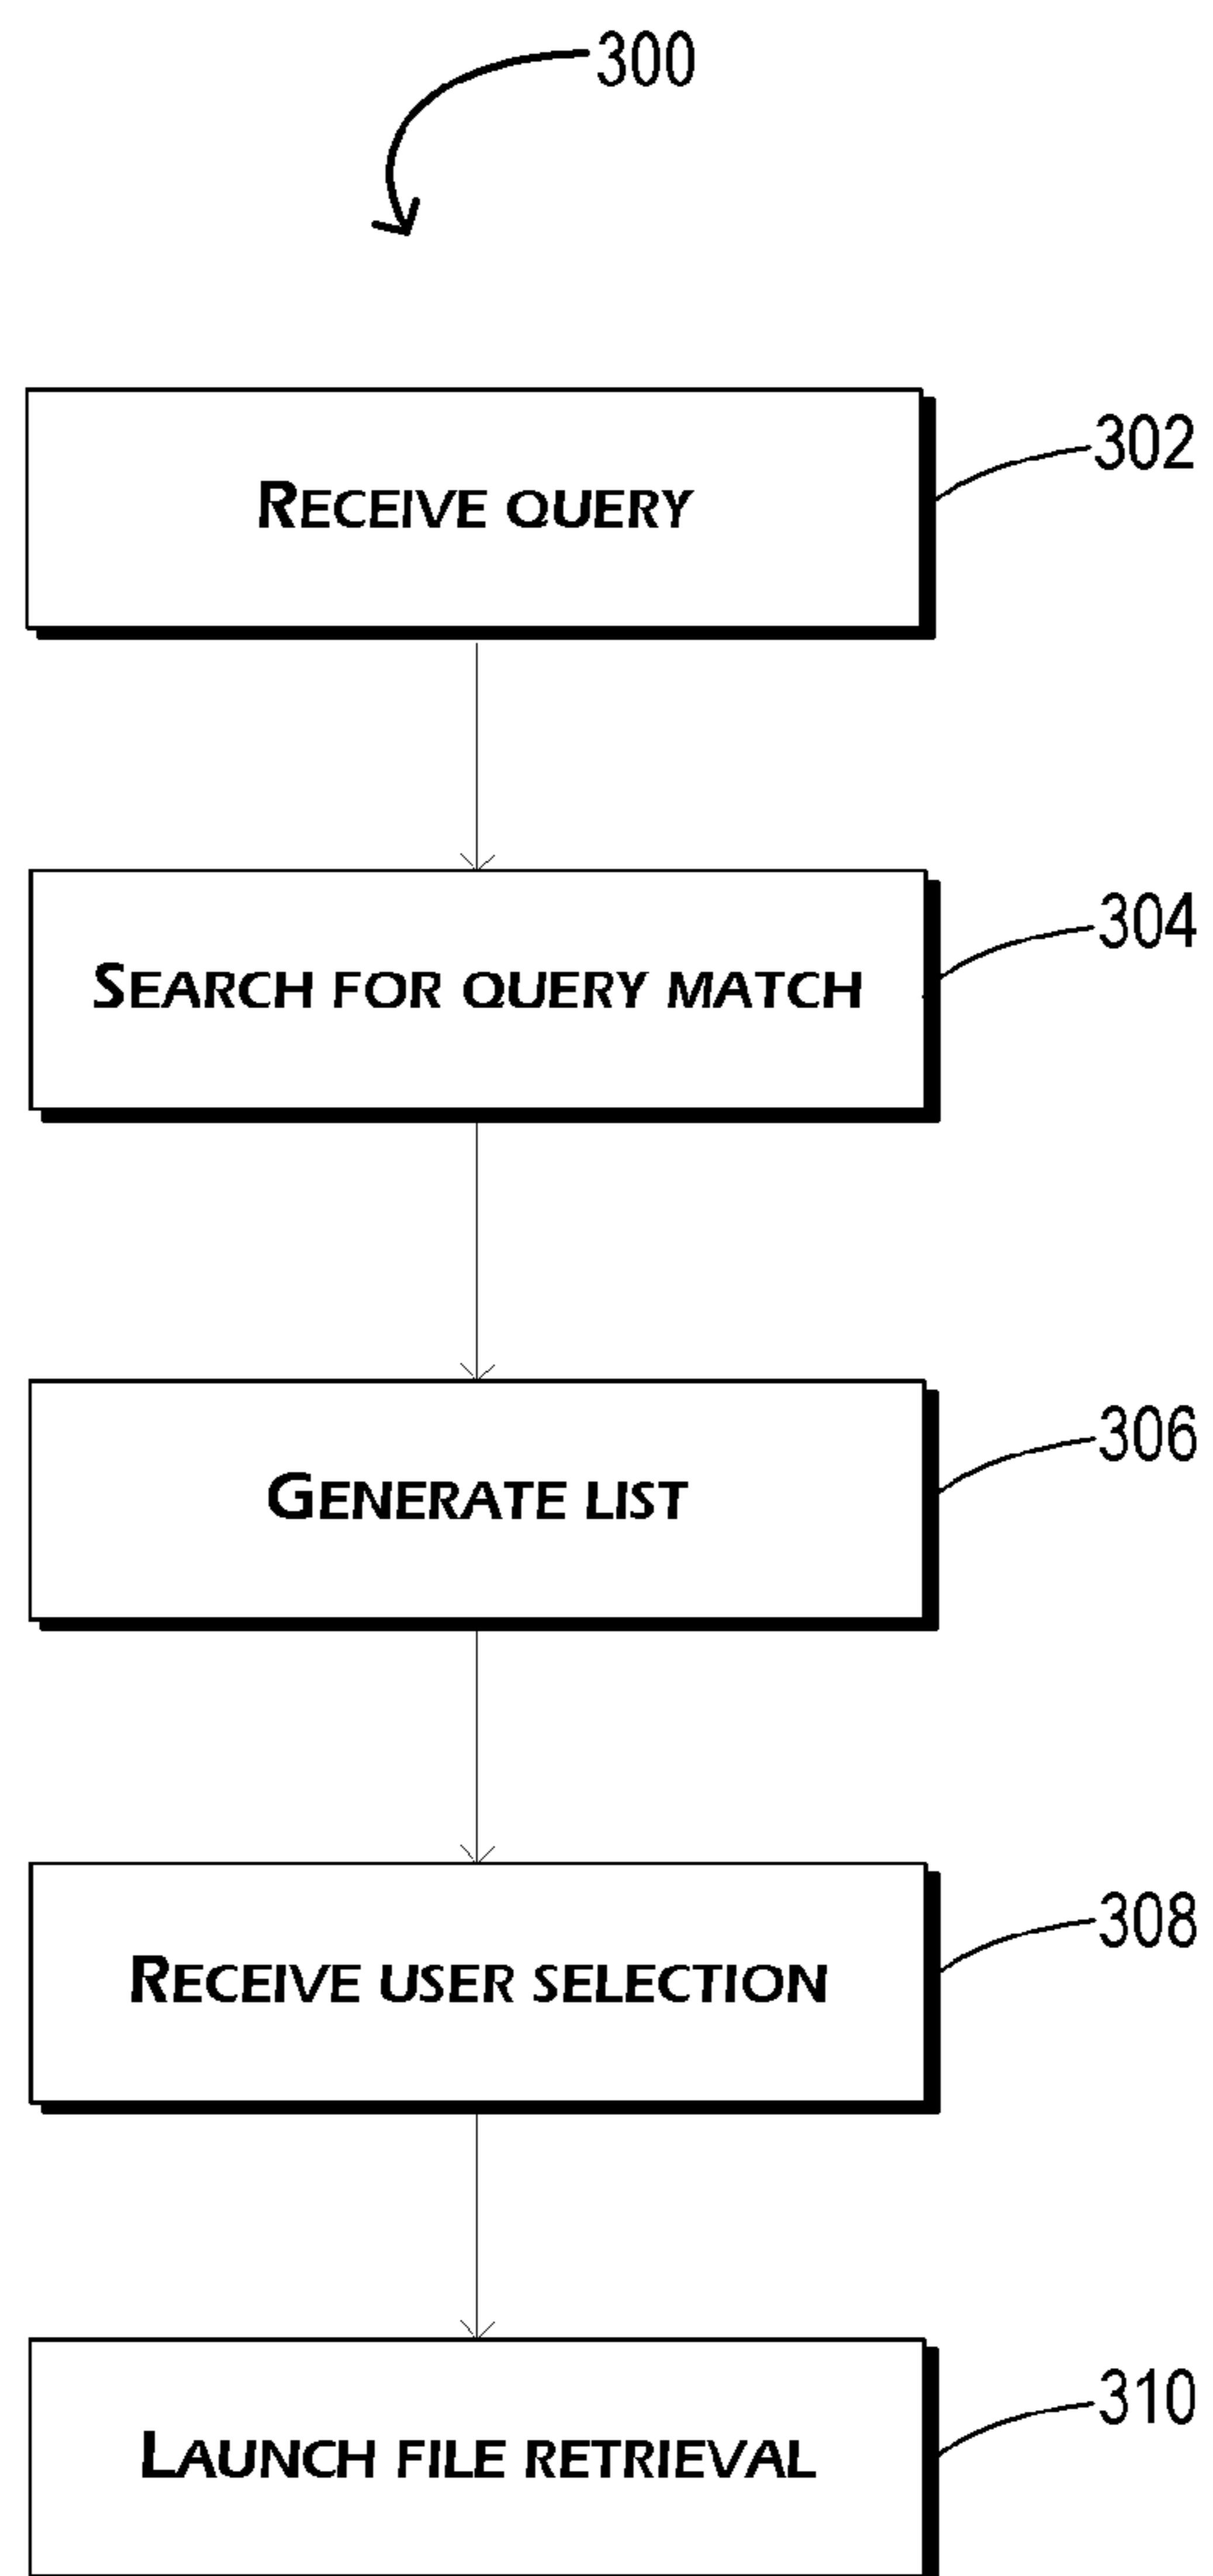 300
RECEIVE QUERY
302
SEARCH FOR QUERY MATCH
304
GENERATE LIST
306
RECEIVE USER SELECTION
308
LAUNCH FILE RETRIEVAL
310